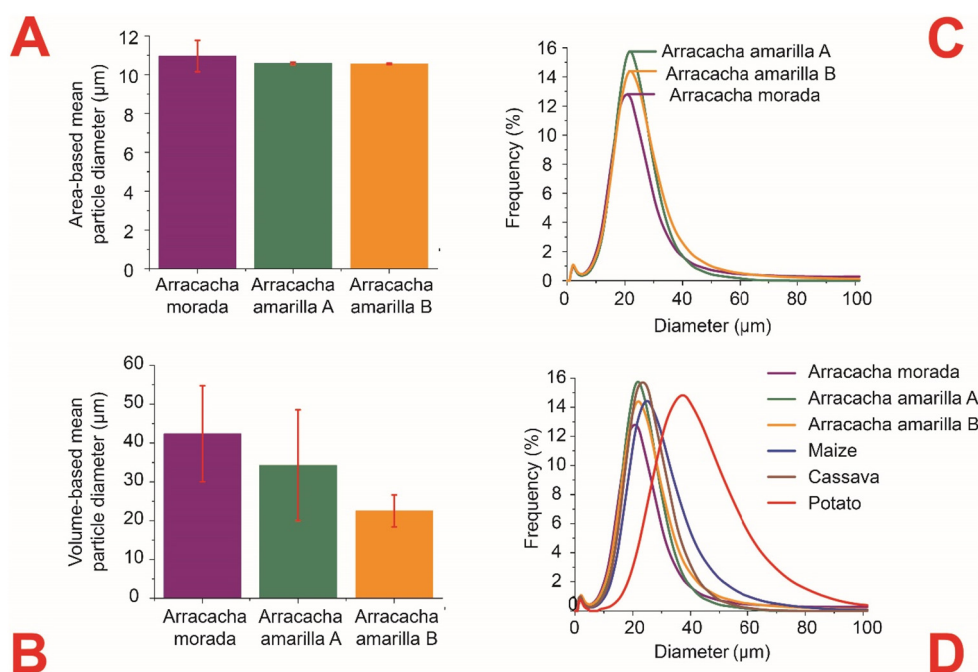 A
Area-based mean
particle diameter (µm)
12
10
8
6
4
2
0
Arracacha
morada
Arracacha
amarilla A
Arracacha
amarilla B
C
Frequency (%)
16
14
12
10
8
6
4
2
0
Arracacha amarilla A
Arracacha amarilla B
Arracacha morada
0
20
40
60
80
100
Diameter (µm)
B
Volume-based mean
particle diameter (µm)
60
50
40
30
20
10
0
Arracacha
morada
Arracacha
amarilla A
Arracacha
amarilla B
D
Frequency (%)
16
14
12
10
14
16
14
12
0
Arracacha morada
Arracacha amarilla A
Arracacha amarilla B
Maize
Cassava
Potato
0
20
40
60
80
100
Diameter (µm)